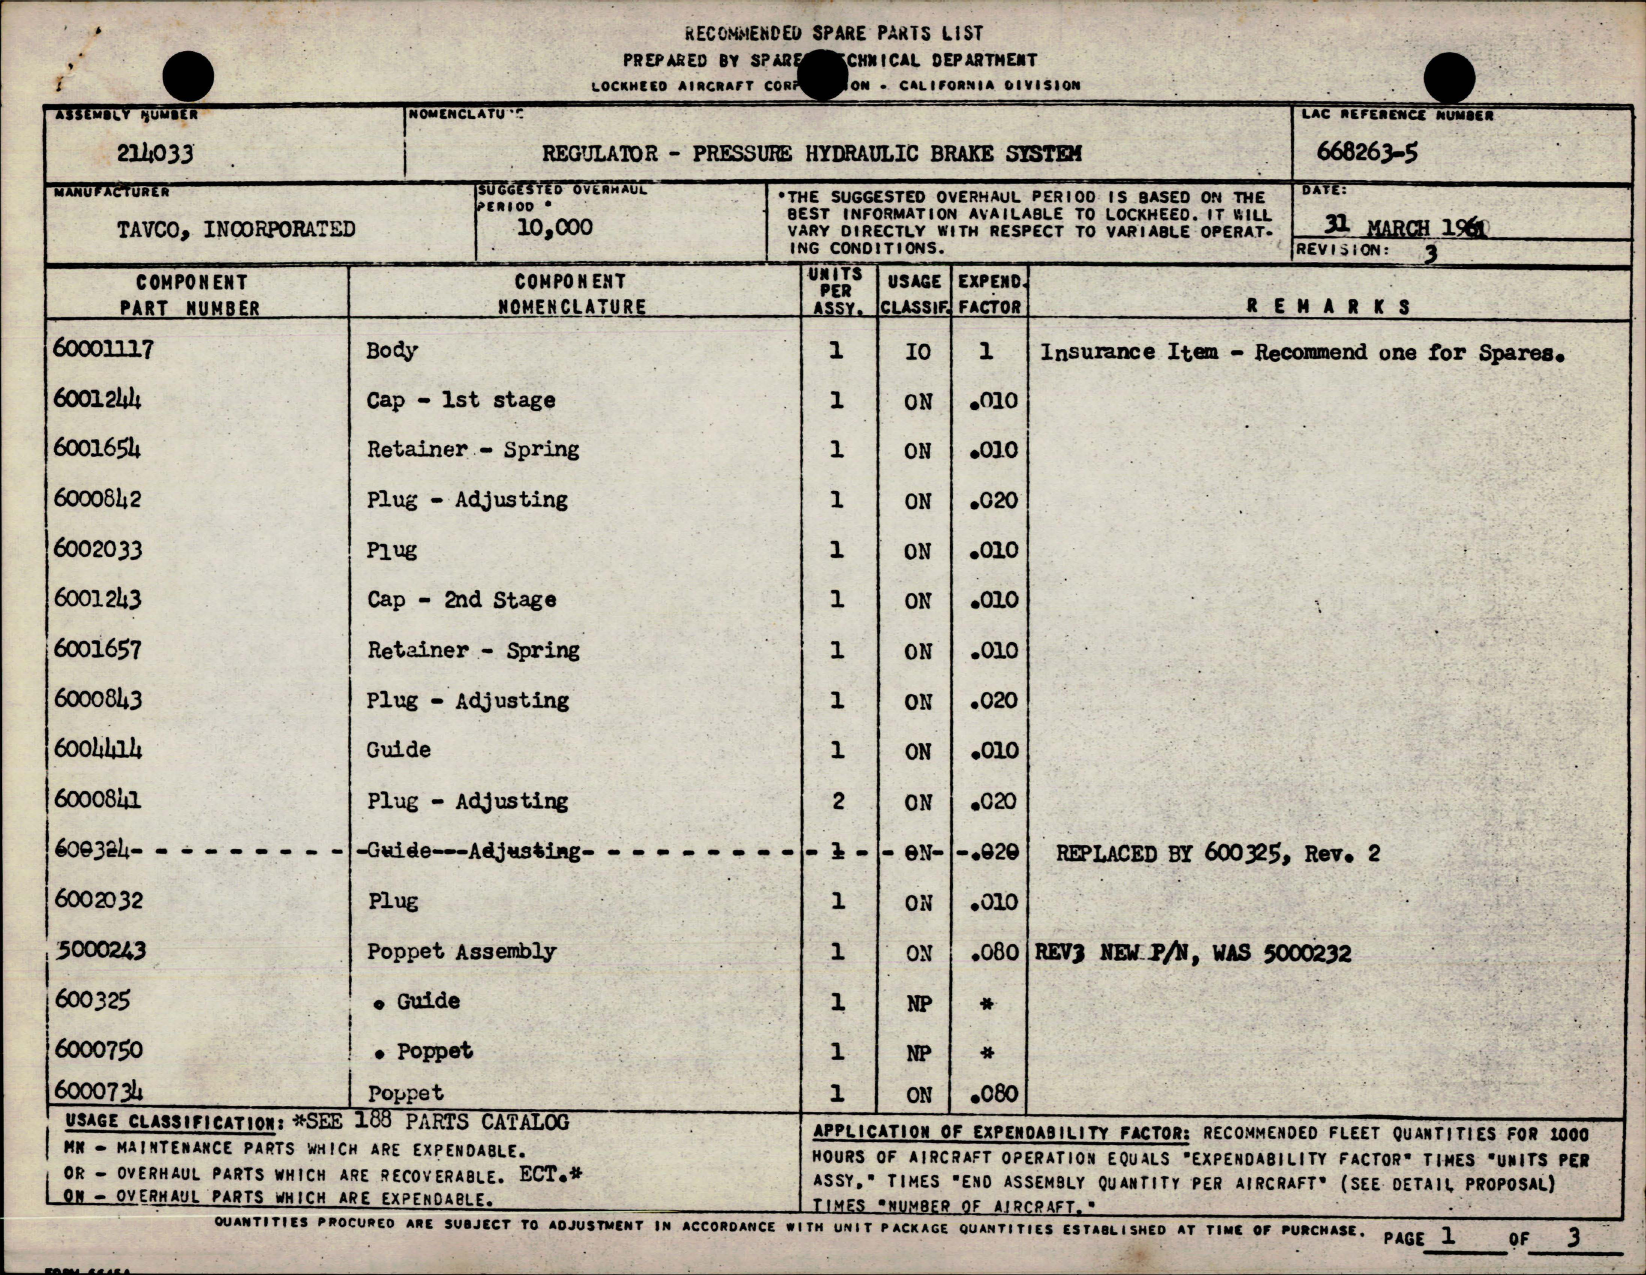 RECOMMENDED SPARE PARTS LIST
PREPARED BY SPARES TECHNICAL DEPARTMENT
LOCKHEED AIRCRAFT CORPORATION - CALIFORNIA DIVISION
ASSEMBLY NUMBER NOMENCLATURE LAC REFERENCE NUMBER
214033 REGULATOR - PRESSURE HYDRAULIC BRAKE SYSTEM 668263-5
MANUFACTURER SUGGESTED OVERHAUL PERIOD * DATE:
TAVCO, INCORPORATED 10,000 31 MARCH 1961
*THE SUGGESTED OVERHAUL PERIOD IS BASED ON THE
BEST INFORMATION AVAILABLE TO LOCKHEED. IT WILL
VARY DIRECTLY WITH RESPECT TO VARIABLE OPERAT-
ING CONDITIONS.
REVISION: 3
COMPONENT PART NUMBER COMPONENT NOMENCLATURE UNITS PER ASSY. USAGE CLASSIF. EXPEND. FACTOR REMARKS
60001117 Body 1 IO 1 Insurance Item - Recommend one for Spares.
6001244 Cap - 1st stage 1 ON .010
6001654 Retainer - Spring 1 ON .010
6000842 Plug - Adjusting 1 ON .020
6002033 Plug 1 ON .010
6001243 Cap - 2nd Stage 1 ON .010
6001657 Retainer - Spring 1 ON .010
6000843 Plug - Adjusting 1 ON .020
6004414 Guide 1 ON .010
6000841 Plug - Adjusting 2 ON .020
600324 Guide - Adjusting 1 ON .020 REPLACED BY 600325, Rev. 2
6002032 Plug 1 ON .010
5000243 Poppet Assembly 1 ON .080 REV3 NEW P/N, WAS 5000232
600325 • Guide 1 NP *
6000750 • Poppet 1 NP *
6000734 Poppet 1 ON .080
USAGE CLASSIFICATION: *SEE 188 PARTS CATALOG
MN - MAINTENANCE PARTS WHICH ARE EXPENDABLE.
OR - OVERHAUL PARTS WHICH ARE RECOVERABLE. ECT.*
ON - OVERHAUL PARTS WHICH ARE EXPENDABLE.
APPLICATION OF EXPENDABILITY FACTOR: RECOMMENDED FLEET QUANTITIES FOR 1000
HOURS OF AIRCRAFT OPERATION EQUALS "EXPENDABILITY FACTOR" TIMES "UNITS PER
ASSY," TIMES "END ASSEMBLY QUANTITY PER AIRCRAFT" (SEE DETAIL PROPOSAL)
TIMES "NUMBER OF AIRCRAFT."
QUANTITIES PROCURED ARE SUBJECT TO ADJUSTMENT IN ACCORDANCE WITH UNIT PACKAGE QUANTITIES ESTABLISHED AT TIME OF PURCHASE.
PAGE 1 OF 3